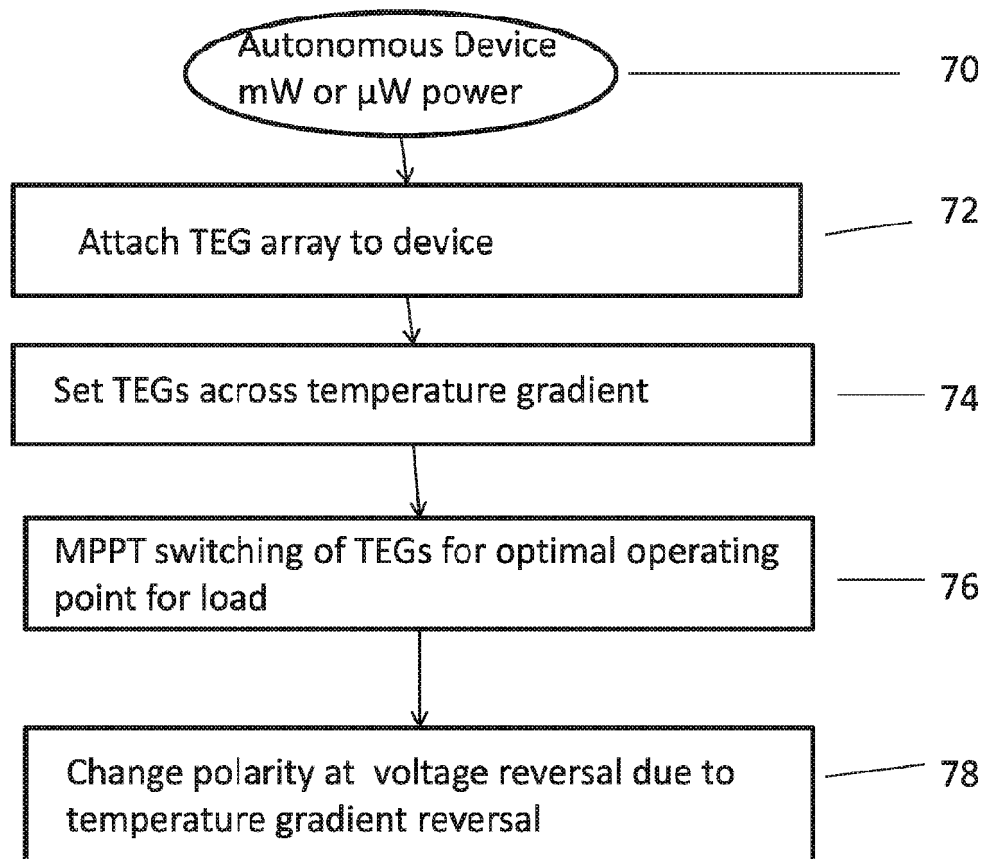 Autonomous Device
mW or µW power
70
Attach TEG array to device
72
Set TEGs across temperature gradient
74
MPPT switching of TEGs for optimal operating
point for load
76
Change polarity at voltage reversal due to
temperature gradient reversal
78